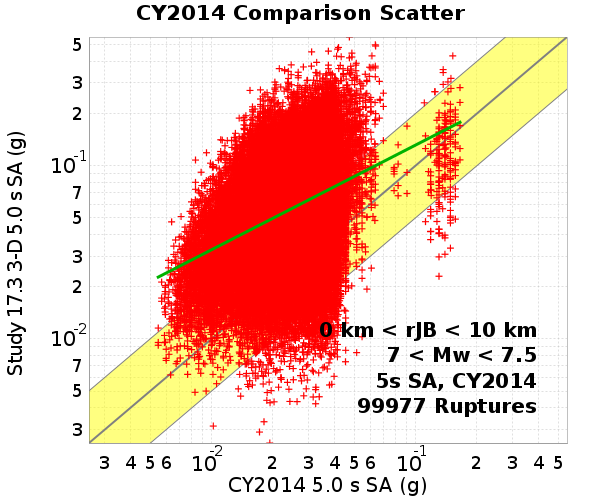 CY2014 Comparison Scatter
Study 17.3 3-D 5.0 s SA (g)
5
3
2
10-1
7
5
3
2
10-2
7
5
3
0 km < rJB < 10 km
7 < Mw < 7.5
5s SA, CY2014
99977 Ruptures
3 4 5 6 10-2 2 3 4 5 6 10-1 2 3 4 5
CY2014 5.0 s SA (g)